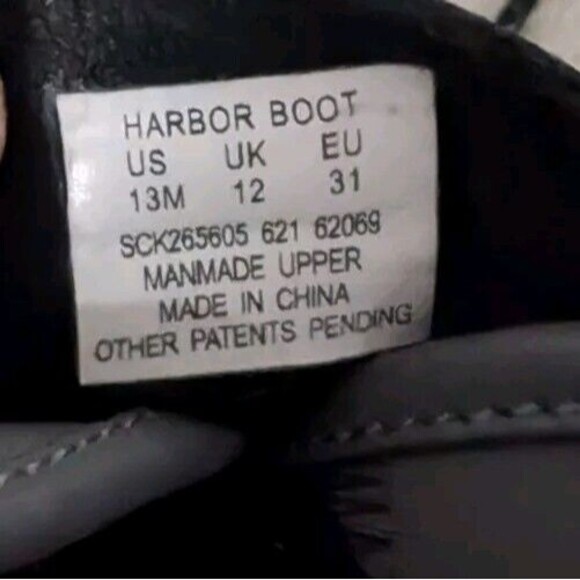 HARBOR BOOT
US UK EU
13M 12 31
SCK265605 621 62069
MANMADE UPPER
MADE IN CHINA
OTHER PATENTS PENDING